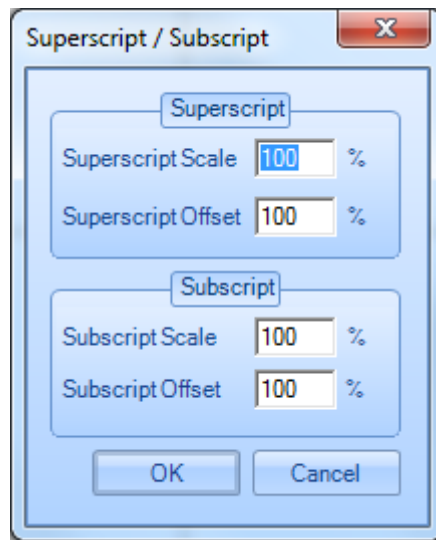 Superscript / Subscript
Superscript
Superscript Scale 100 %
Superscript Offset 100 %
Subscript
Subscript Scale 100 %
Subscript Offset 100 %
OK Cancel